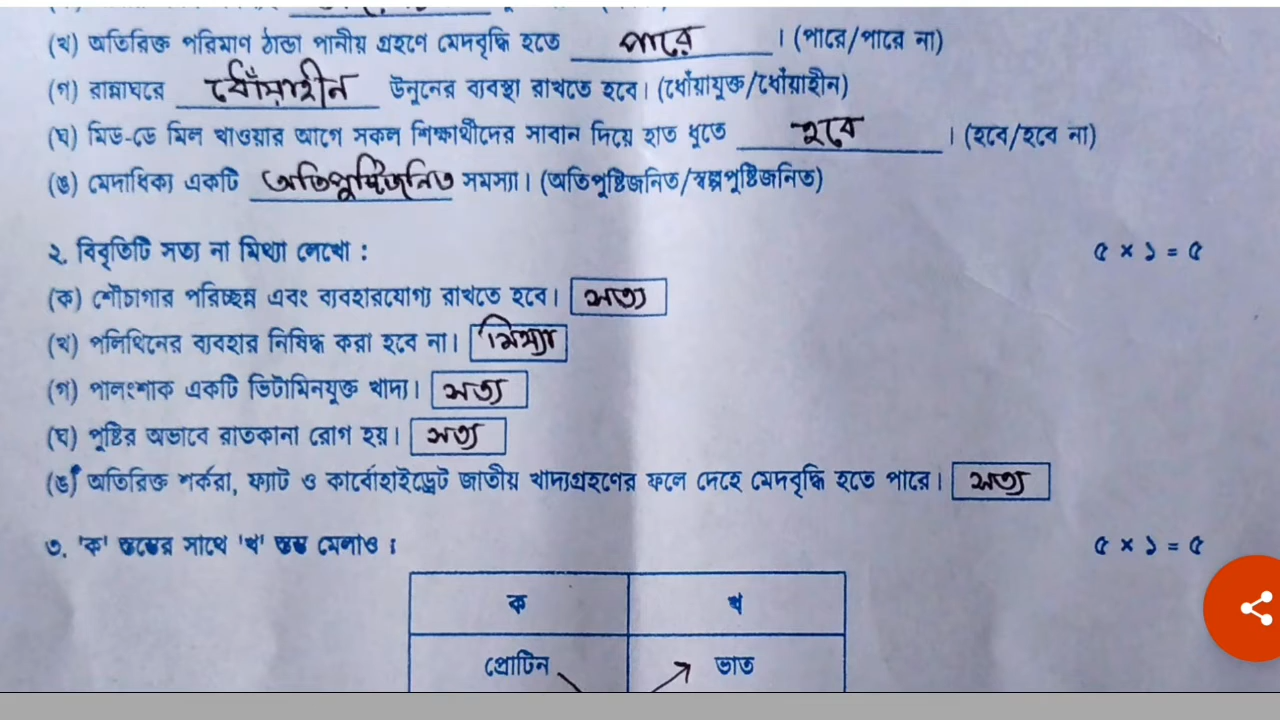 (খ) অতিরিক্ত পরিমাণ ঠান্ডা পানীয় গ্রহণে মেদবৃদ্ধি হতে পারে । (পারে/পারে না)
(গ) রান্নাঘরে ধোঁয়াহীন উনুনের ব্যবস্থা রাখতে হবে। (ধোঁয়াযুক্ত/ধোঁয়াহীন)
(ঘ) মিড-ডে মিল খাওয়ার আগে সকল শিক্ষার্থীদের সাবান দিয়ে হাত ধুতে হবে । (হবে/হবে না)
(ঙ) মেদাধিক্য একটি অতিপুষ্টিজনিত সমস্যা। (অতিপুষ্টিজনিত/স্বল্পপুষ্টিজনিত)
২. বিবৃতিটি সত্য না মিথ্যা লেখো : ৫ × ১ = ৫
(ক) শৌচাগার পরিচ্ছন্ন এবং ব্যবহারযোগ্য রাখতে হবে। সত্য
(খ) পলিথিনের ব্যবহার নিষিদ্ধ করা হবে না। মিথ্যা
(গ) পালংশাক একটি ভিটামিনযুক্ত খাদ্য। সত্য
(ঘ) পুষ্টির অভাবে রাতকানা রোগ হয়। সত্য
(ঙ) অতিরিক্ত শর্করা, ফ্যাট ও কার্বোহাইড্রেট জাতীয় খাদ্যগ্রহণের ফলে দেহে মেদবৃদ্ধি হতে পারে। সত্য
৩. 'ক' স্তম্ভের সাথে 'খ' স্তম্ভ মেলাও : ৫ × ১ = ৫
ক খ
প্রোটিন ভাত